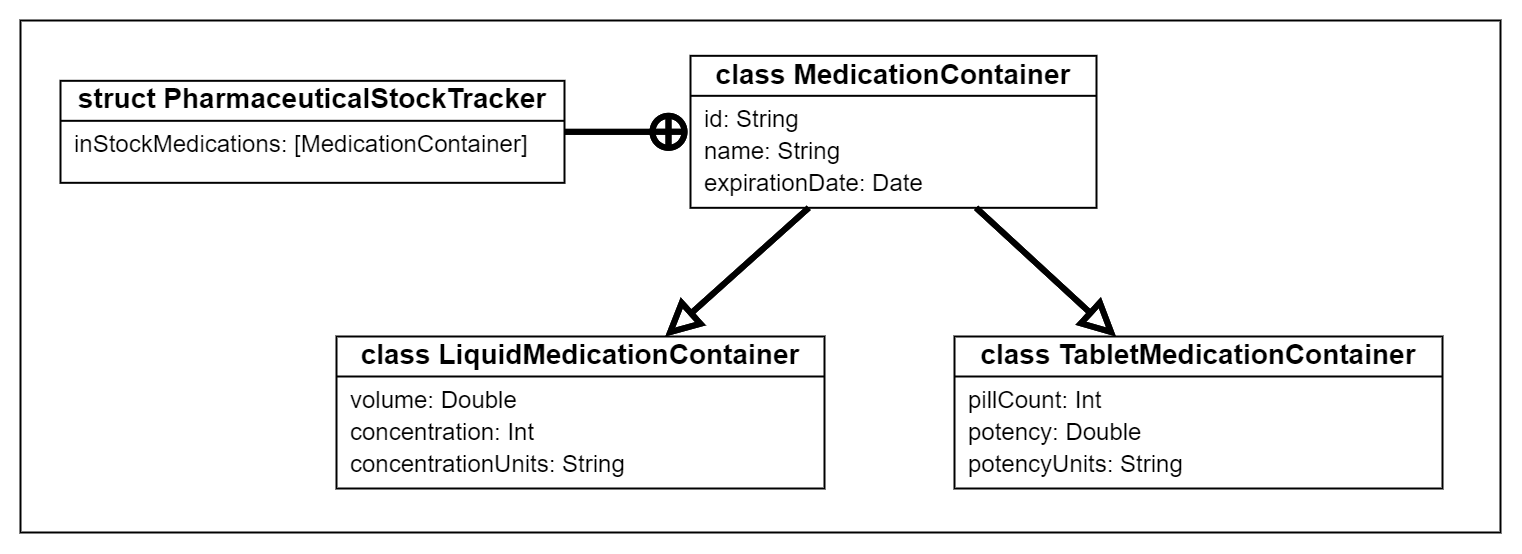 struct PharmaceuticalStockTracker
inStockMedications: [MedicationContainer]
class MedicationContainer
id: String
name: String
expirationDate: Date
class LiquidMedicationContainer
volume: Double
concentration: Int
concentrationUnits: String
class TabletMedicationContainer
pillCount: Int
potency: Double
potencyUnits: String